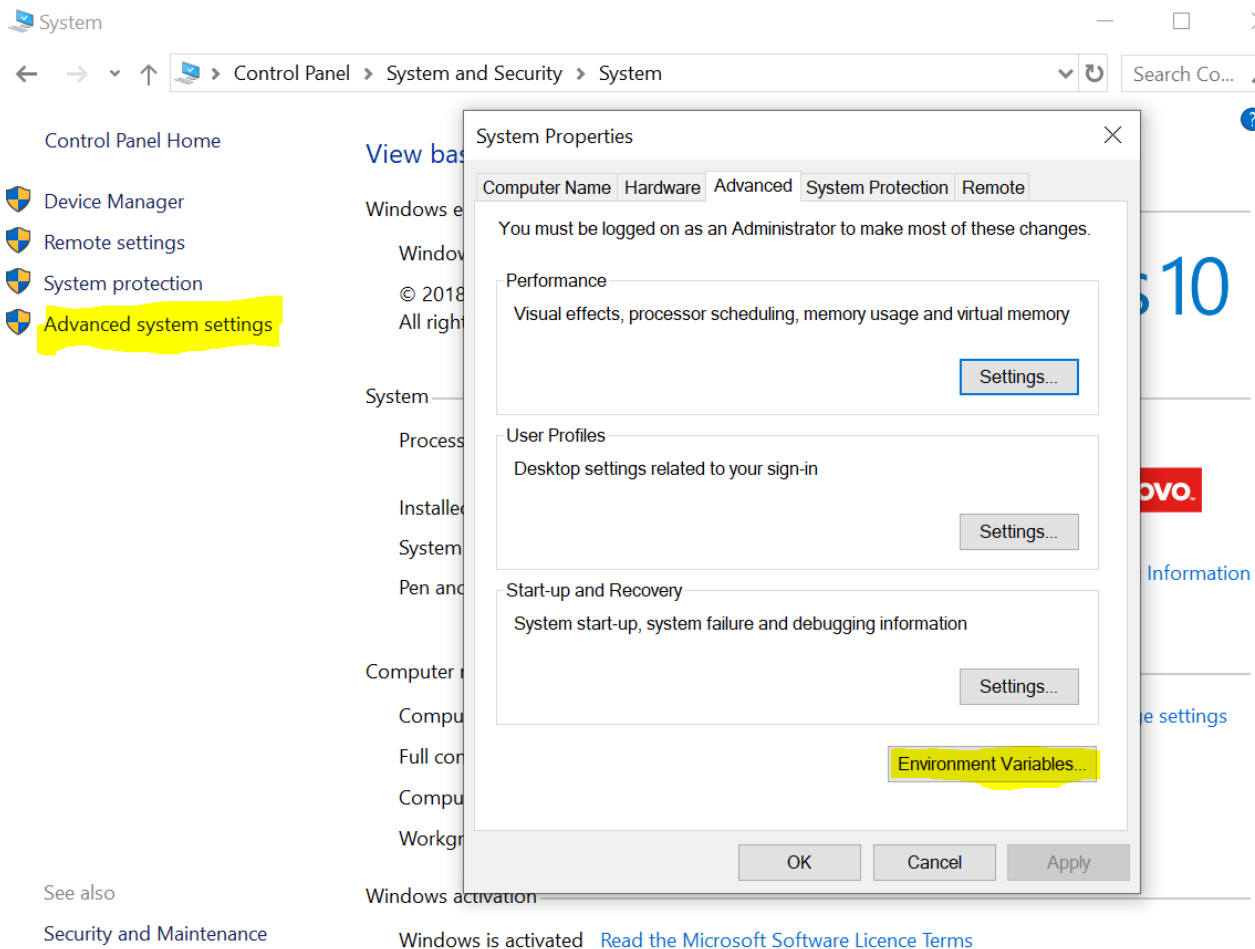 System
Control Panel > System and Security > System
Search Co...
Control Panel Home
Device Manager
Remote settings
System protection
Advanced system settings
See also
Security and Maintenance
View bas
Windows e
Window
© 2018
All right
System
Process
Installed
System
Pen and
Computer n
Compu
Full con
Compu
Workgr
Windows activation
Windows is activated Read the Microsoft Software Licence Terms
s 10
ovo.
Information
ge settings
System Properties
Computer Name Hardware Advanced System Protection Remote
You must be logged on as an Administrator to make most of these changes.
Performance
Visual effects, processor scheduling, memory usage and virtual memory
Settings...
User Profiles
Desktop settings related to your sign-in
Settings...
Start-up and Recovery
System start-up, system failure and debugging information
Settings...
Environment Variables...
OK Cancel Apply